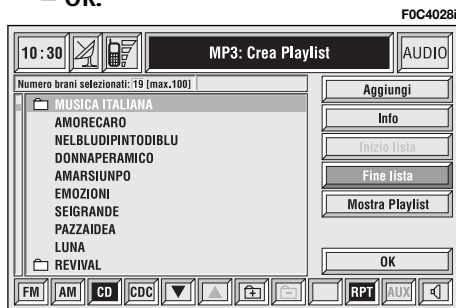 – OK.
F0C4028i
10:30 MP3: Crea Playlist AUDIO
Numero brani selezionati: 19 [max.100]
MUSICA ITALIANA
AMORECARO
NELBLUDIPINTODIBLU
DONNAPERAMICO
AMARSIUNPO
EMOZIONI
SEIGRANDE
PAZZAIDEA
LUNA
REVIVAL
Aggiungi
Info
Inizio lista
Fine lista
Mostra Playlist
OK
FM AM CD CDC RPT AUX